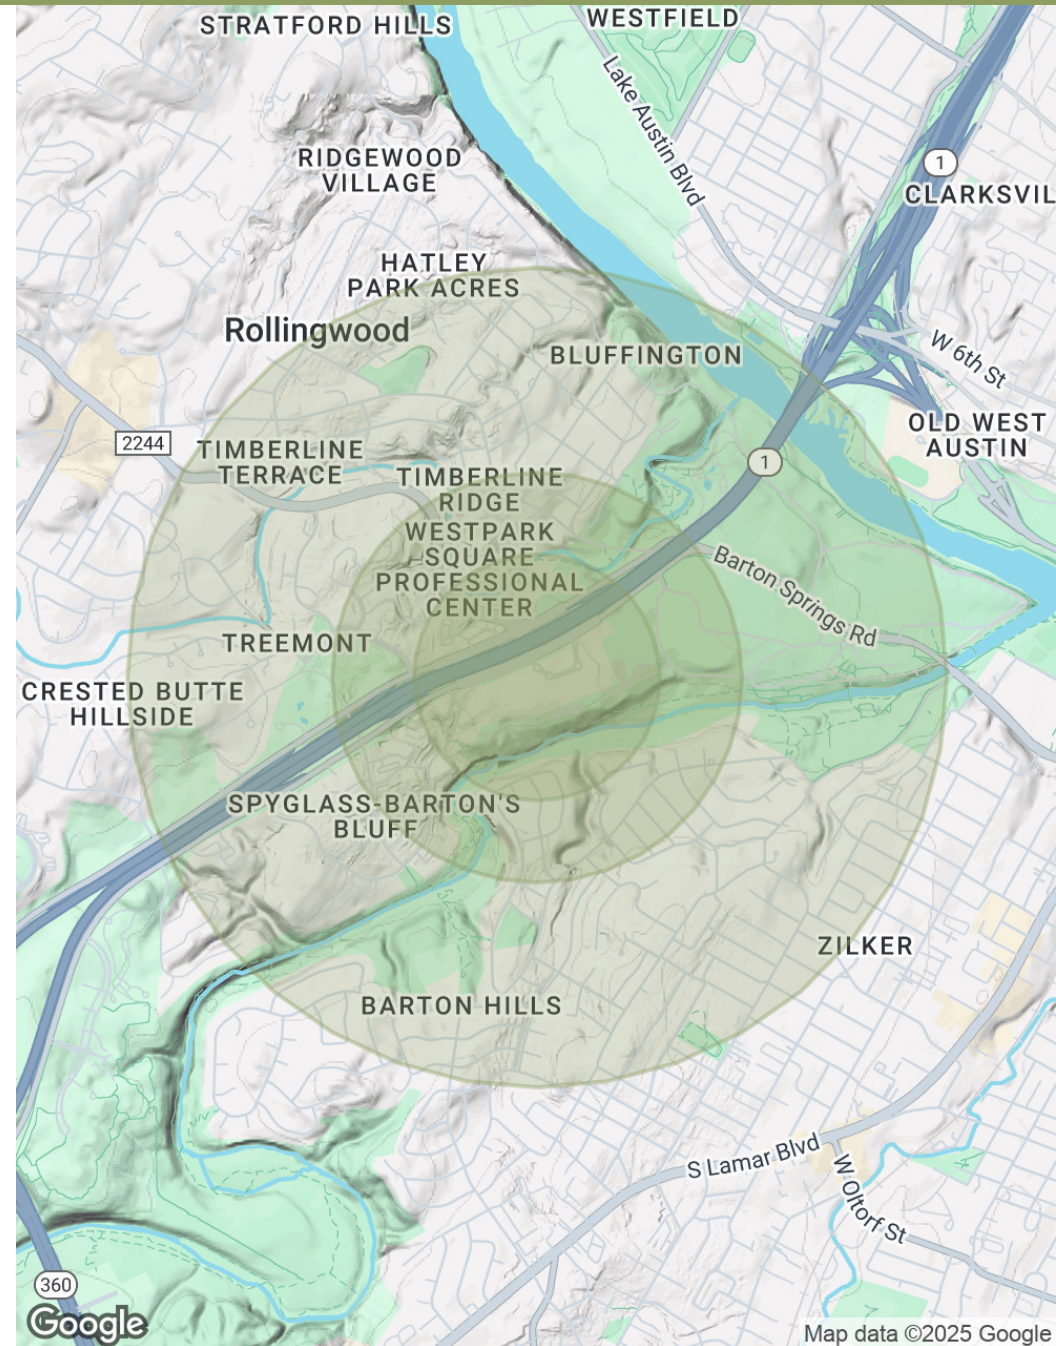 STRATFORD HILLS
WESTFIELD
Lake Austin Blvd
RIDGEWOOD
VILLAGE
1
CLARKSVIL
HATLEY
PARK ACRES
Rollingwood
BLUFFINGTON
W 6th St
OLD WEST
AUSTIN
2244
TIMBERLINE
TERRACE
1
TIMBERLINE
RIDGE
WESTPARK
SQUARE
PROFESSIONAL
CENTER
Barton Springs Rd
TREEMONT
CRESTED BUTTE
HILLSIDE
SPYGLASS-BARTON'S
BLUFF
ZILKER
BARTON HILLS
S Lamar Blvd
W Oltorf St
360
Google
Map data ©2025 Google